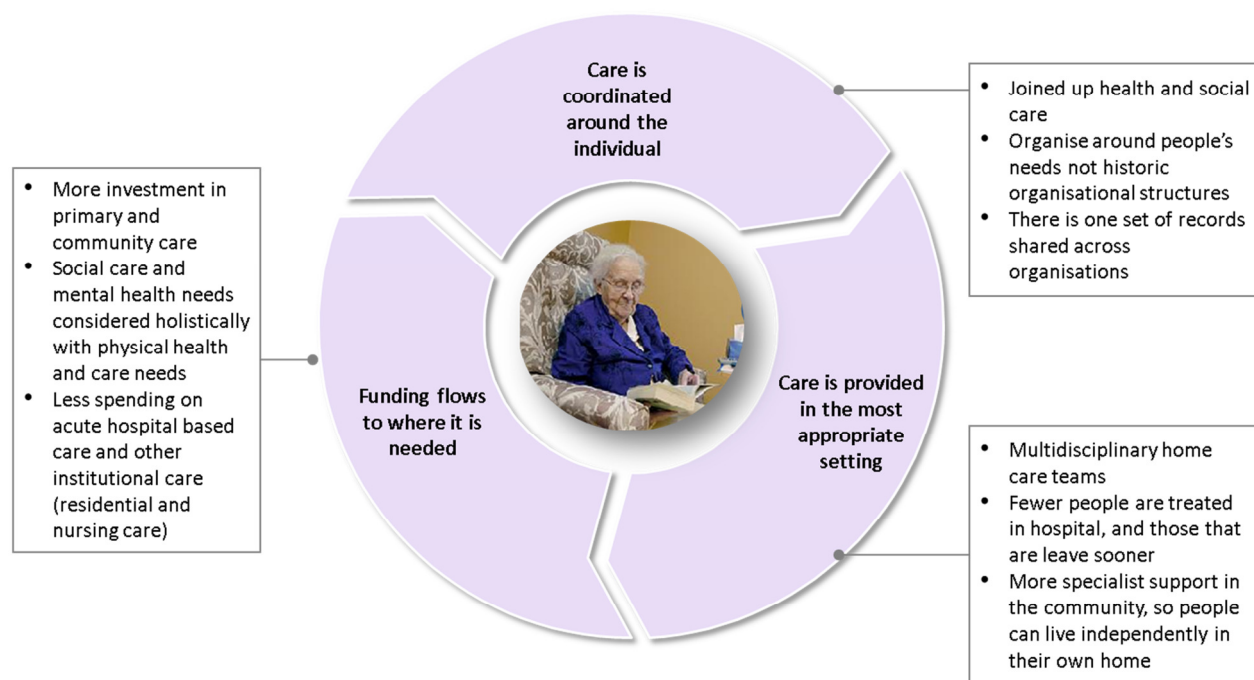 Care is
coordinated
around the
individual
• Joined up health and social
care
• Organise around people’s
needs not historic
organisational structures
• There is one set of records
shared across
organisations
• More investment in
primary and
community care
• Social care and
mental health needs
considered holistically
with physical health
and care needs
• Less spending on
acute hospital based
care and other
institutional care
(residential and
nursing care)
Funding flows
to where it is
needed
Care is provided
in the most
appropriate
setting
• Multidisciplinary home
care teams
• Fewer people are treated
in hospital, and those that
are leave sooner
• More specialist support in
the community, so people
can live independently in
their own home